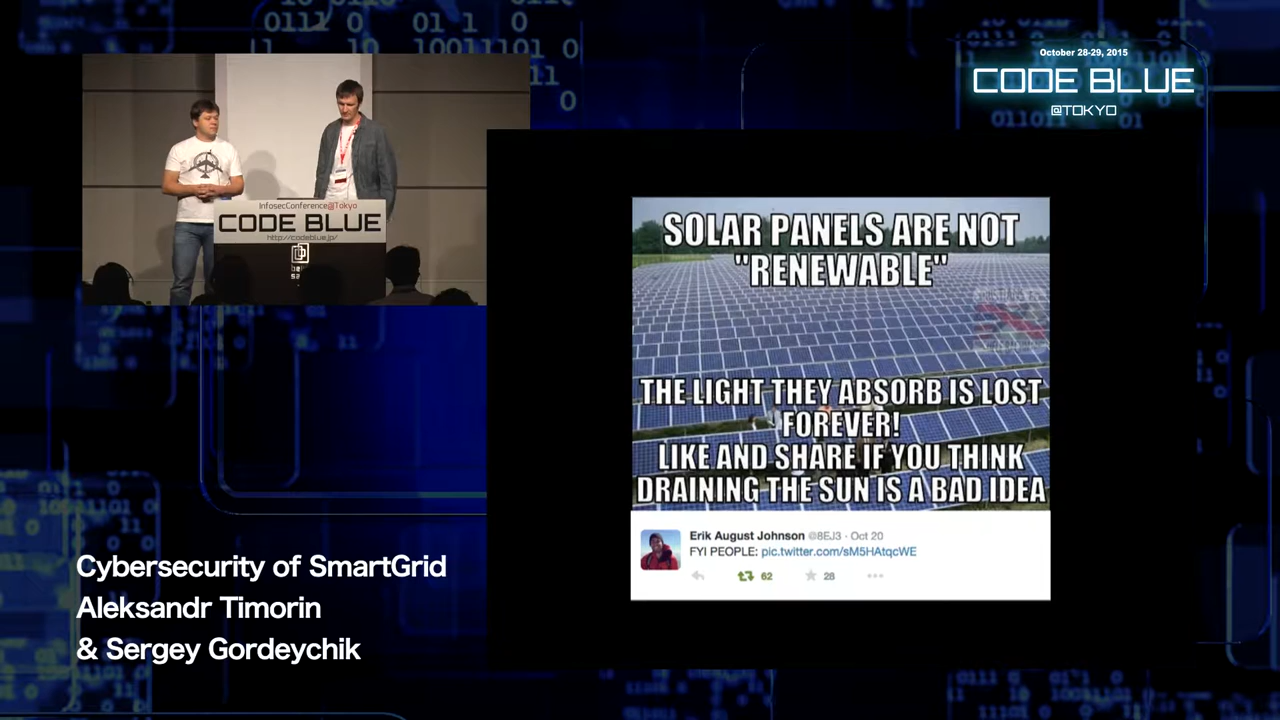 October 28-29, 2015
CODE BLUE
@TOKYO
InfosecConference@Tokyo
CODE BLUE
http://codeblue.jp/
SOLAR PANELS ARE NOT
"RENEWABLE"
THE LIGHT THEY ABSORB IS LOST
FOREVER!
LIKE AND SHARE IF YOU THINK
DRAINING THE SUN IS A BAD IDEA
Erik August Johnson @8EJ3 · Oct 20
FYI PEOPLE: pic.twitter.com/sM5HAtqcWE
62 28
Cybersecurity of SmartGrid
Aleksandr Timorin
& Sergey Gordeychik